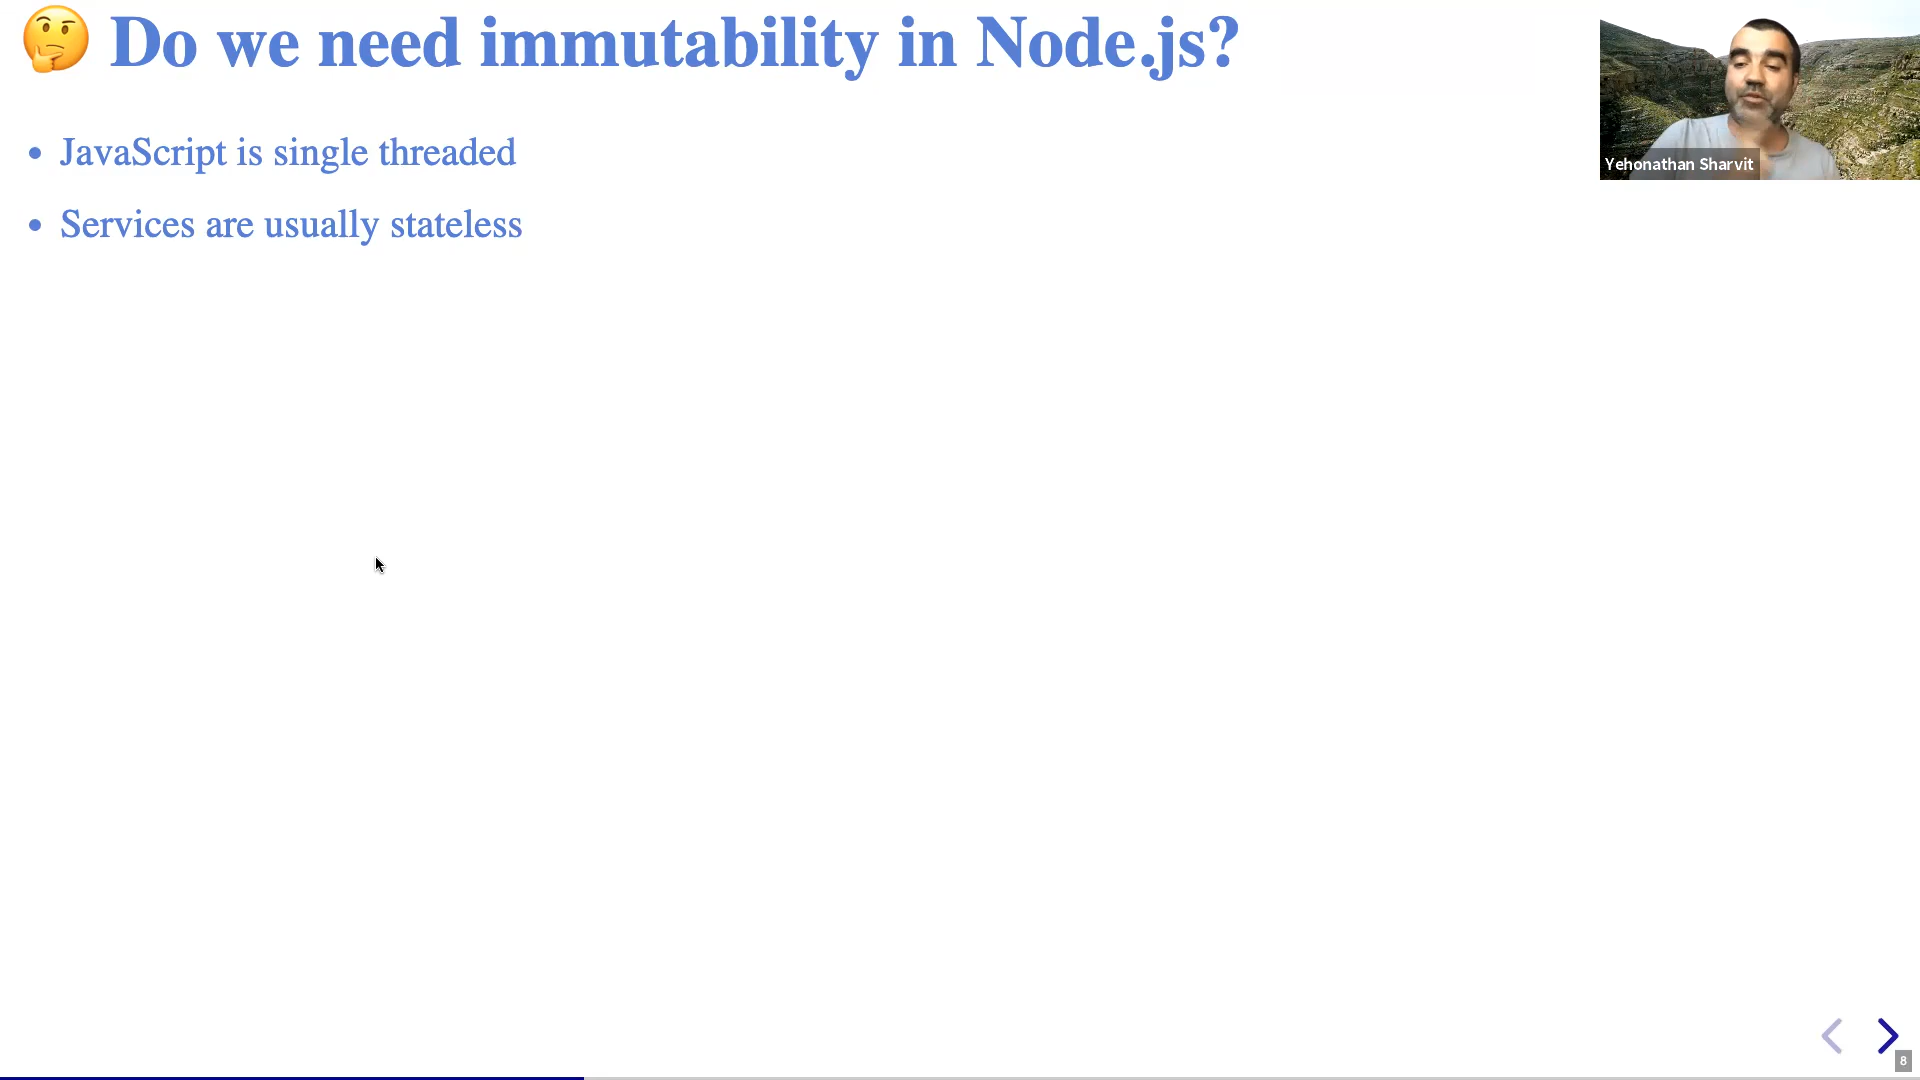 🤔 Do we need immutability in Node.js?
• JavaScript is single threaded
• Services are usually stateless
Yehonathan Sharvit
8